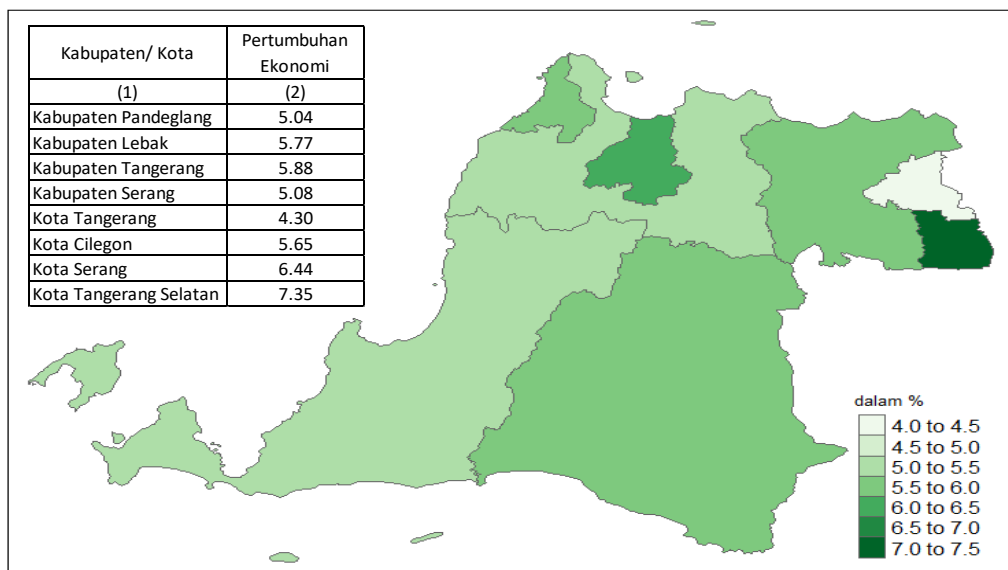 Kabupaten/ Kota Pertumbuhan Ekonomi
(1) (2)
Kabupaten Pandeglang 5.04
Kabupaten Lebak 5.77
Kabupaten Tangerang 5.88
Kabupaten Serang 5.08
Kota Tangerang 4.30
Kota Cilegon 5.65
Kota Serang 6.44
Kota Tangerang Selatan 7.35
dalam %
4.0 to 4.5
4.5 to 5.0
5.0 to 5.5
5.5 to 6.0
6.0 to 6.5
6.5 to 7.0
7.0 to 7.5